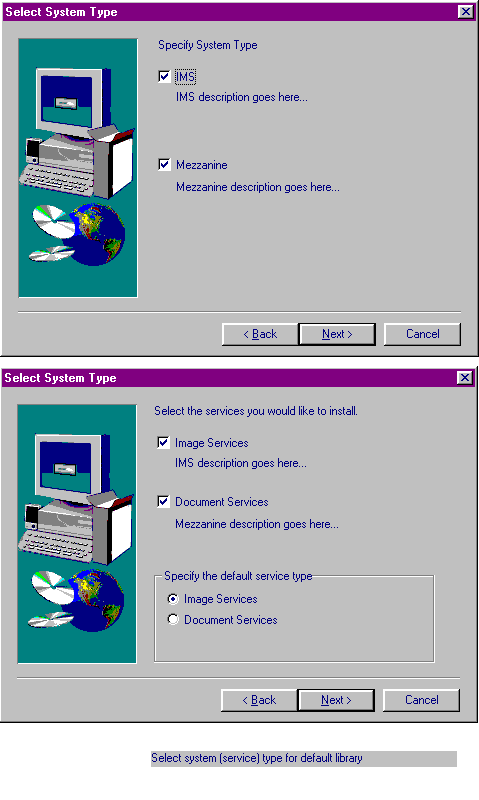 Select System Type
Specify System Type
IMS
IMS description goes here...
Mezzanine
Mezzanine description goes here...
< Back
Next >
Cancel
Select System Type
Select the services you would like to install.
Image Services
IMS description goes here...
Document Services
Mezzanine description goes here...
Specify the default service type
Image Services
Document Services
< Back
Next >
Cancel
Select system (service) type for default library